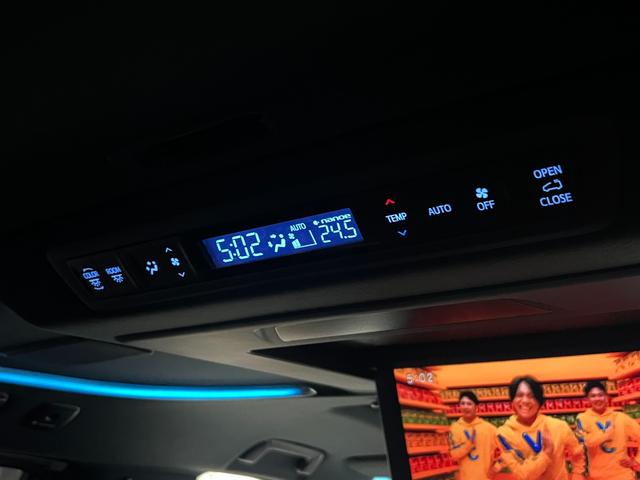 COLOR
ROOM
5:02
AUTO
nanoe
24.5
TEMP
AUTO
OFF
OPEN
CLOSE
5:02